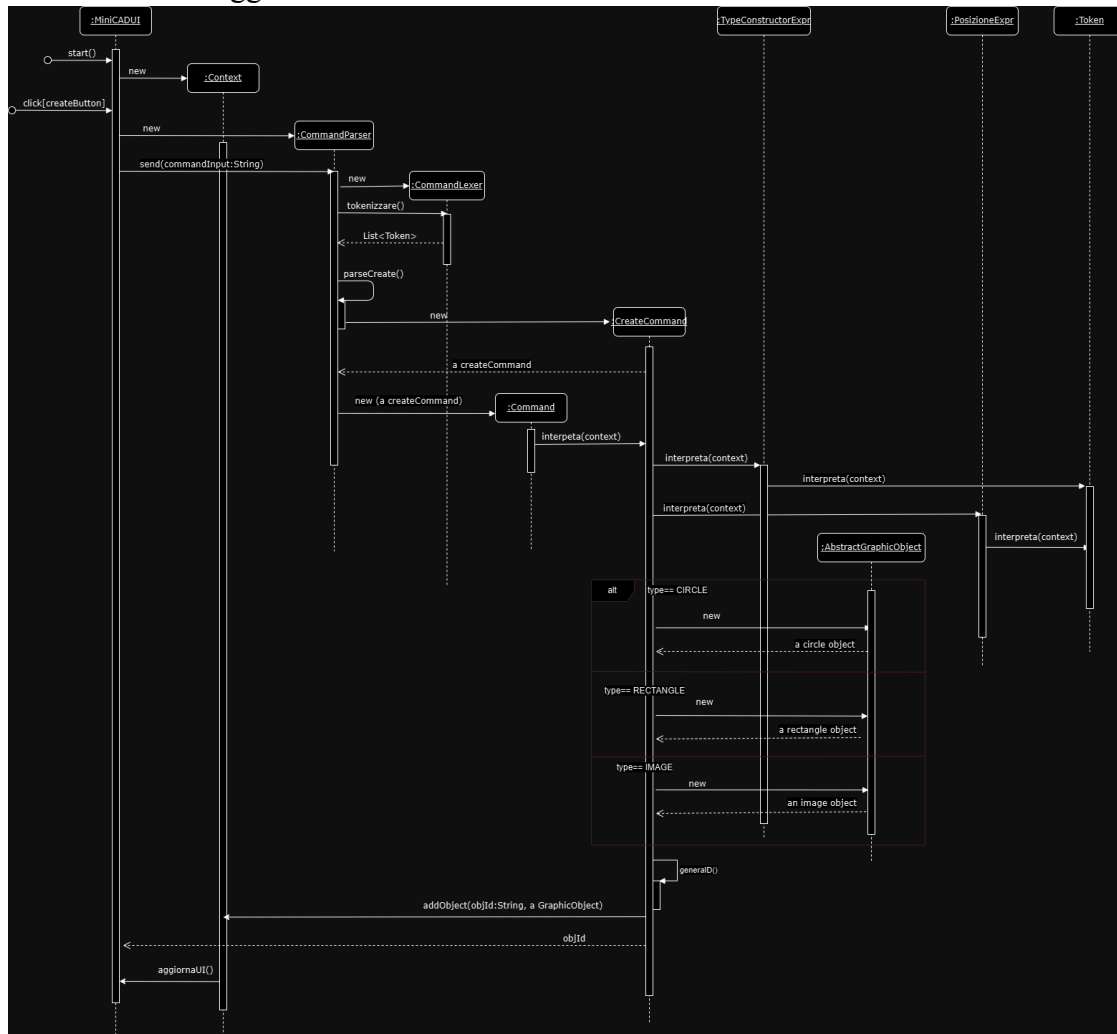 :MiniCADUI
:TypeConstructorExpr
:PosizioneExpr
:Token
start()
new
:Context
click[createButton]
new
:CommandParser
send(commandInput:String)
new
:CommandLexer
tokenizzare()
List<Token>
parseCreate()
new
:CreateCommand
a createCommand
new (a createCommand)
:Command
interpeta(context)
interpreta(context)
interpreta(context)
interpreta(context)
interpreta(context)
:AbstractGraphicObject
alt
type== CIRCLE
new
a circle object
type== RECTANGLE
new
a rectangle object
type== IMAGE
new
an image object
generaID()
addObject(objId:String, a GraphicObject)
objId
aggiornaUI()